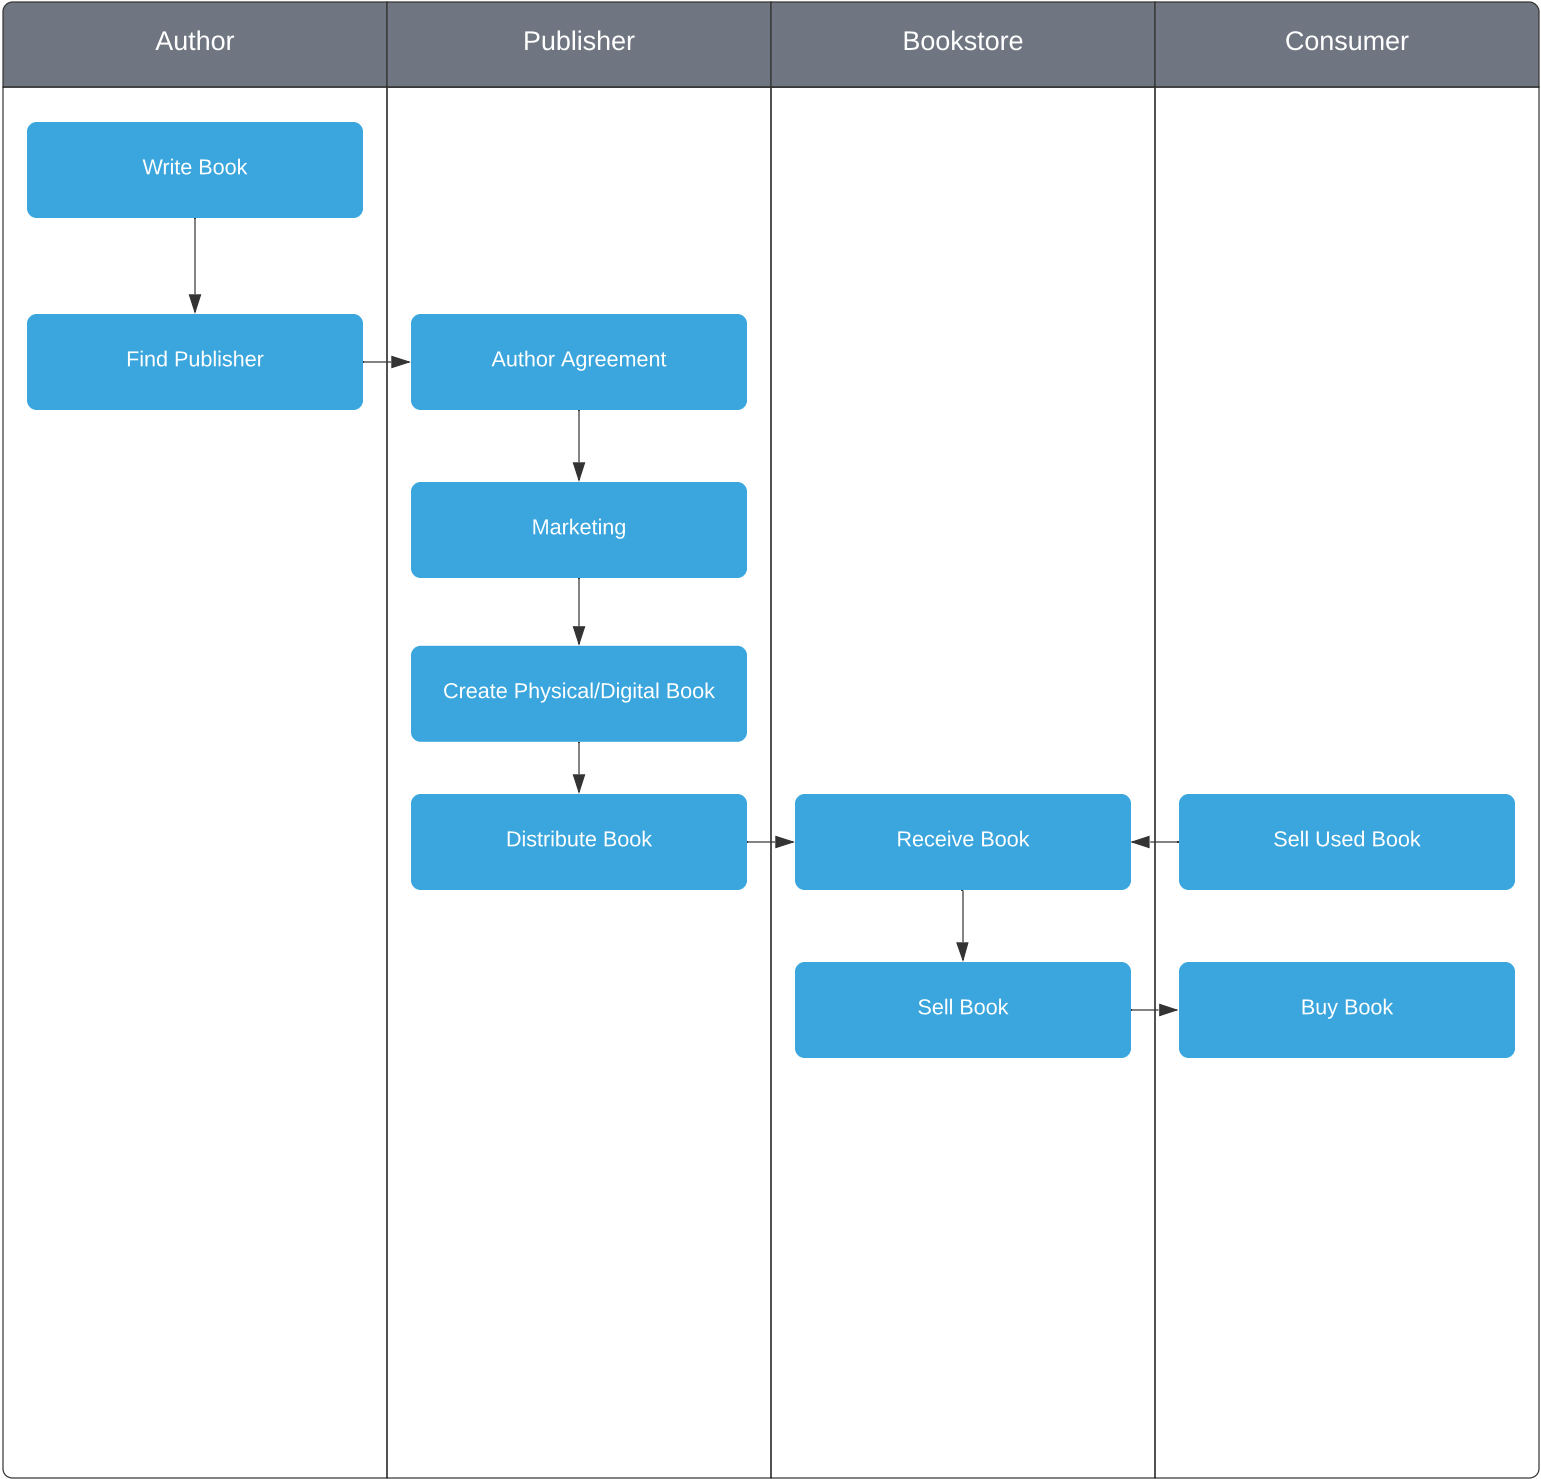 Author
Publisher
Bookstore
Consumer
Write Book
Find Publisher
Author Agreement
Marketing
Create Physical/Digital Book
Distribute Book
Receive Book
Sell Used Book
Sell Book
Buy Book